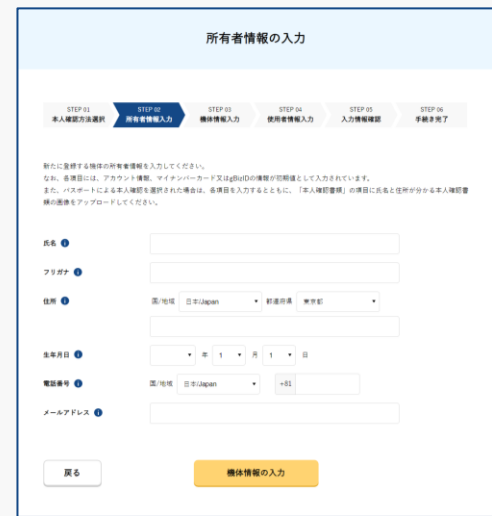 所有者情報の入力
STEP 01 STEP 02 STEP 03 STEP 04 STEP 05 STEP 06
本人確認方法選択 所有者情報入力 機体情報入力 使用者情報入力 入力情報確認 手続き完了
新たに登録する機体の所有者情報を入力してください。
なお、各項目には、アカウント情報、マイナンバーカード又はgBizIDの情報が初期値として入力されています。
また、パスポートによる本人確認を選択された場合は、各項目を入力するとともに、「本人確認書類」の項目に氏名と住所が分かる本人確認書
類の画像をアップロードしてください。
氏名
フリガナ
住所 国/地域 日本/Japan 都道府県 東京都
生年月日 年 1 月 1 日
電話番号 国/地域 日本/Japan +81
メールアドレス
戻る 機体情報の入力